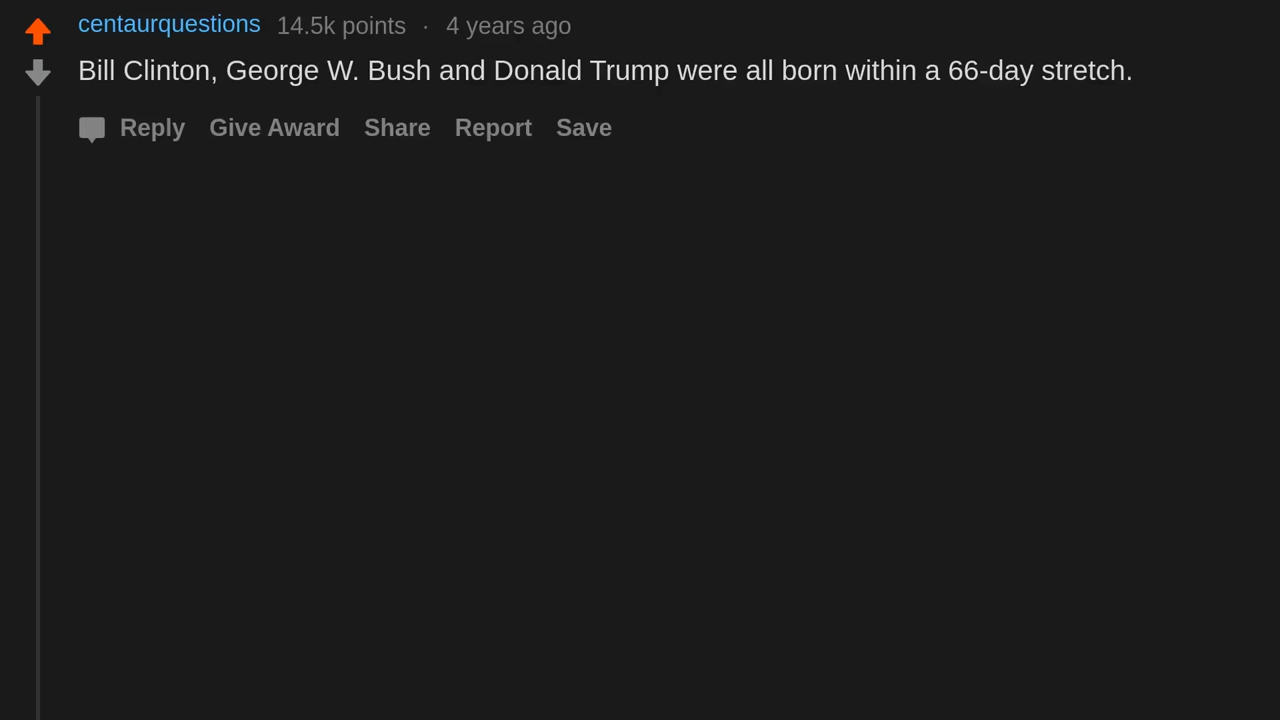 centaurquestions 14.5k points · 4 years ago
Bill Clinton, George W. Bush and Donald Trump were all born within a 66-day stretch.
Reply Give Award Share Report Save